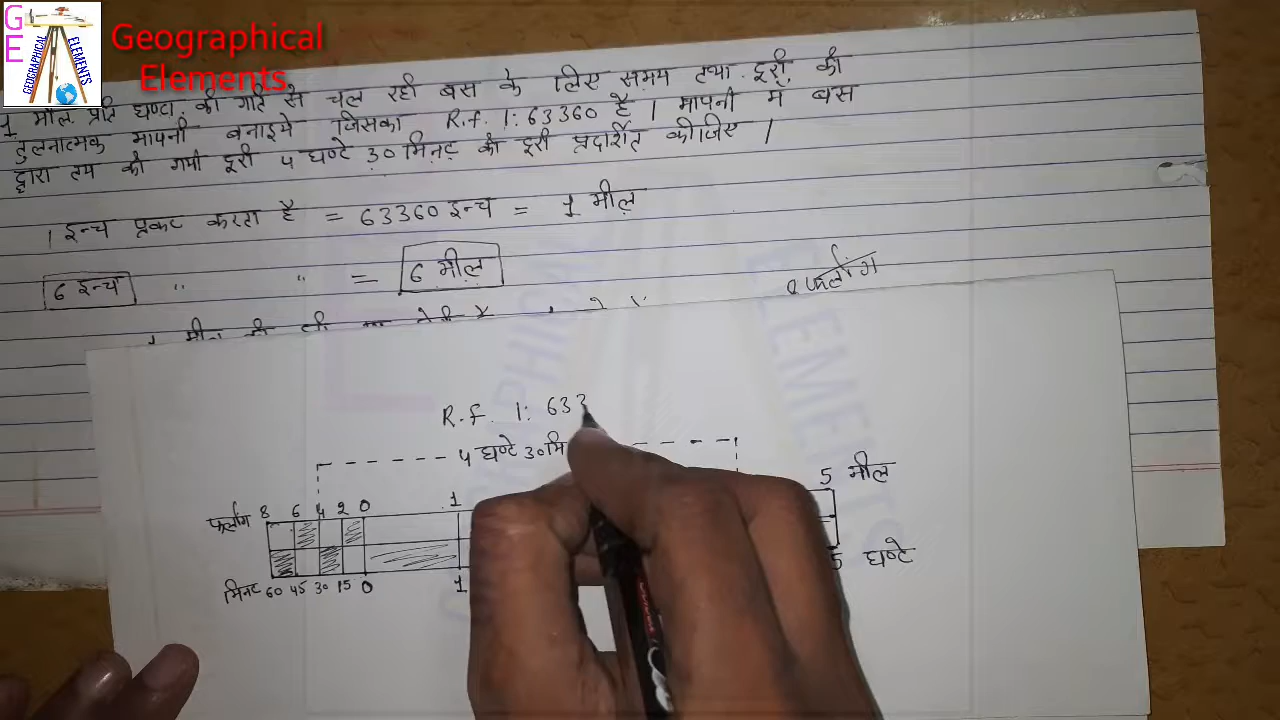 GE
GEOGRAPHICAL ELEMENTS
Geographical
Elements
1 मील प्रति घण्टा की गति से चल रही बस के लिए समय तथा दूरी की
तुलनात्मक मापनी बनाइये जिसका R.f. 1:63360 है | मापनी में बस
द्वारा तय की गयी दूरी 4 घण्टे 30 मिनट की दूरी प्रदर्शित कीजिए |
1 इन्च प्रकट करता है = 63360 इन्च = 1 मील
6 इन्च " " = 6 मील
R.f. 1: 633
4 घण्टे 30 मि
फर्लांग 8 6 4 2 0 1 5 मील
मिनट 60 45 30 15 0 1 5 घण्टे